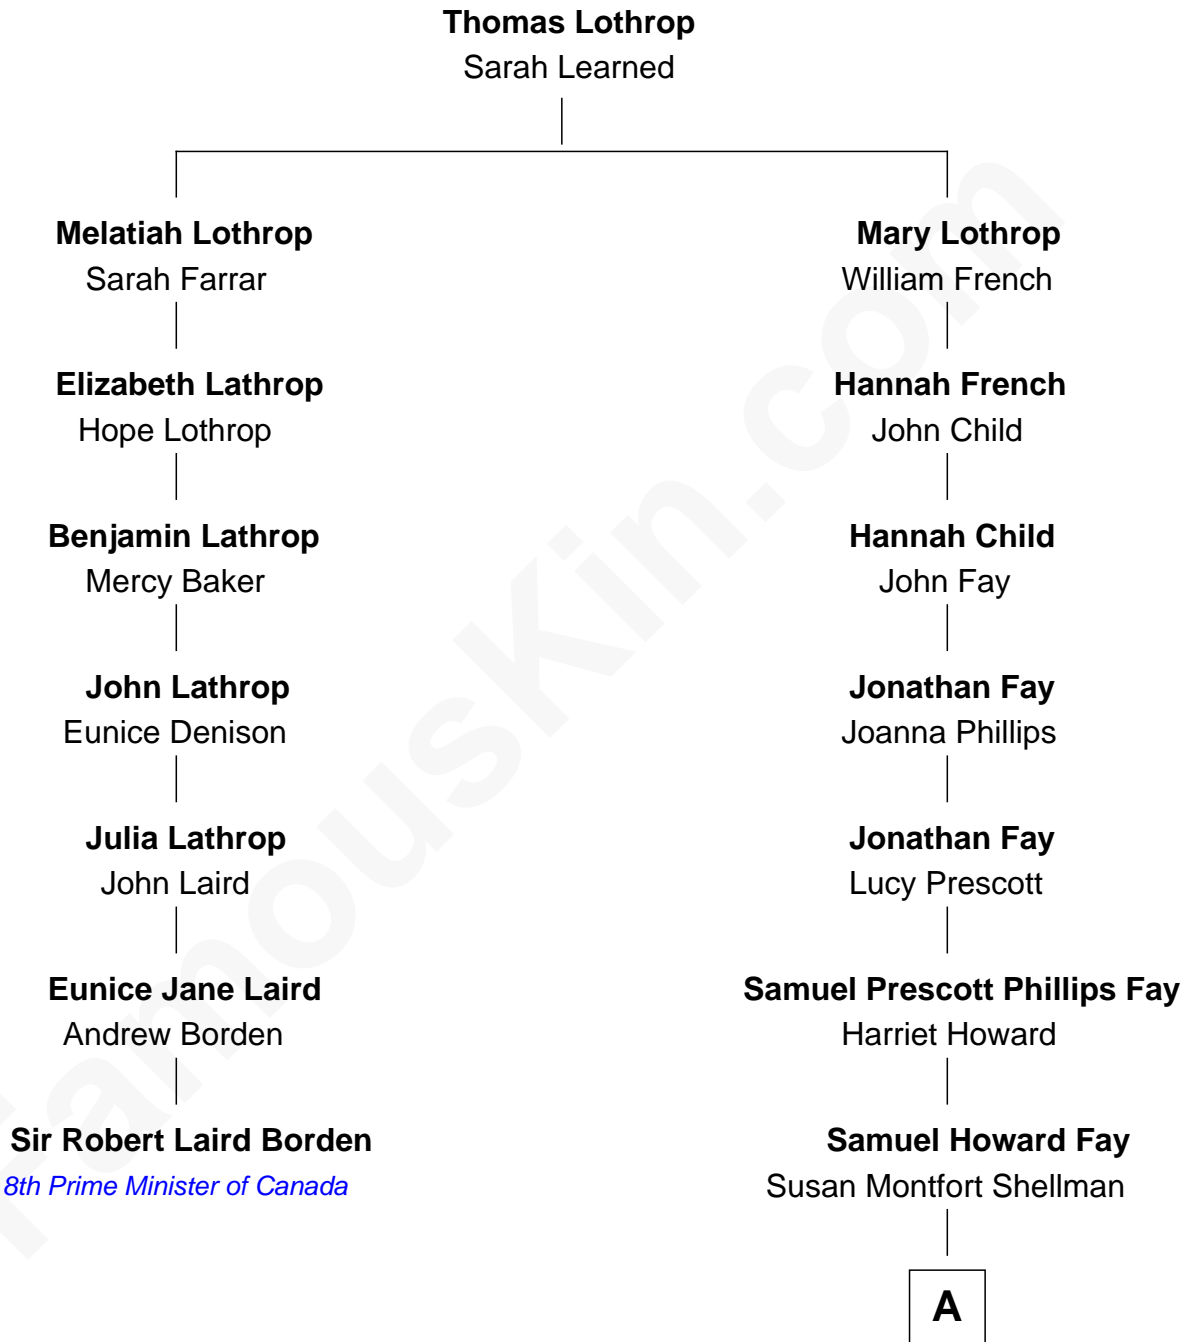 Thomas Lothrop
Sarah Learned
Melatiah Lothrop
Sarah Farrar
Elizabeth Lathrop
Hope Lothrop
Benjamin Lathrop
Mercy Baker
John Lathrop
Eunice Denison
Julia Lathrop
John Laird
Eunice Jane Laird
Andrew Borden
Sir Robert Laird Borden
8th Prime Minister of Canada
Mary Lothrop
William French
Hannah French
John Child
Hannah Child
John Fay
Jonathan Fay
Joanna Phillips
Jonathan Fay
Lucy Prescott
Samuel Prescott Phillips Fay
Harriet Howard
Samuel Howard Fay
Susan Montfort Shellman
A
FamousKin.com